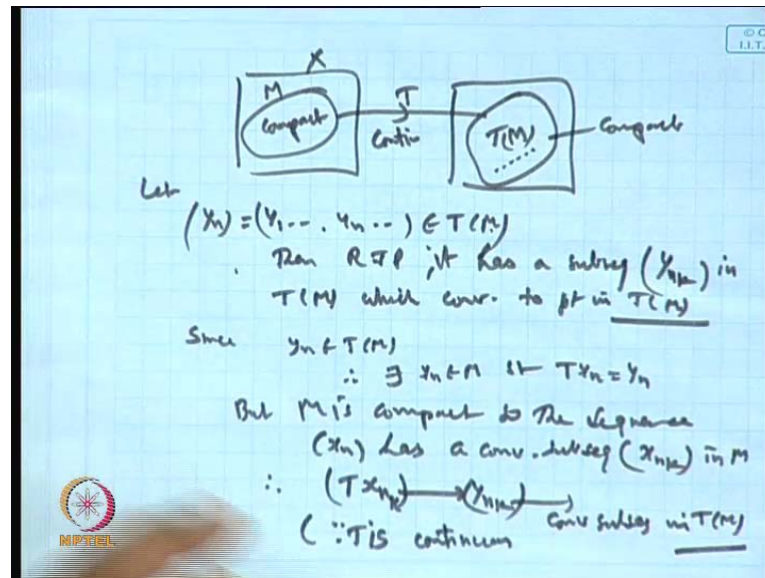 © C
I.I.T.
X
M
T
Compact
Contin
T(M)
Compact
Let
(yn) = (y1 -- . yn ..) ∈ T(M)
Then RTP, it has a subseq (ynk) in
T(M) which conv. to pt in T(M)
Since yn ∈ T(M)
∴ ∃ xn ∈ M st Txn = yn
But M is compact so The sequence
(xn) has a conv. subseq (xnk) in M
∴ (Txnk) → (ynk) → conv subseq in T(M)
(∵ T is continuous
NPTEL